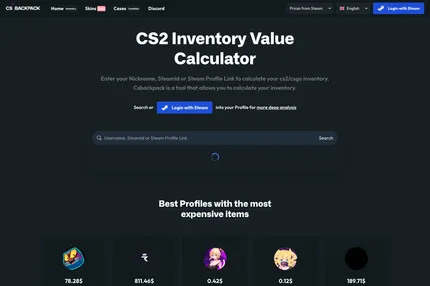 CS BACKPACK
Home
Skins
Cases
Discord
Prices from Steam
English
Login with Steam
CS2 Inventory Value
Calculator
Enter your Nickname, SteamId or Steam Profile Link to calculate your cs2/csgo inventory.
Csbackpack is a tool that allows you to calculate your inventory.
Search or
Login with Steam
into your Profile for more deep analysis
Username, SteamId or Steam Profile Link
Search
Best Profiles with the most
expensive items
78.28$
811.46$
0.42$
0.12$
189.71$